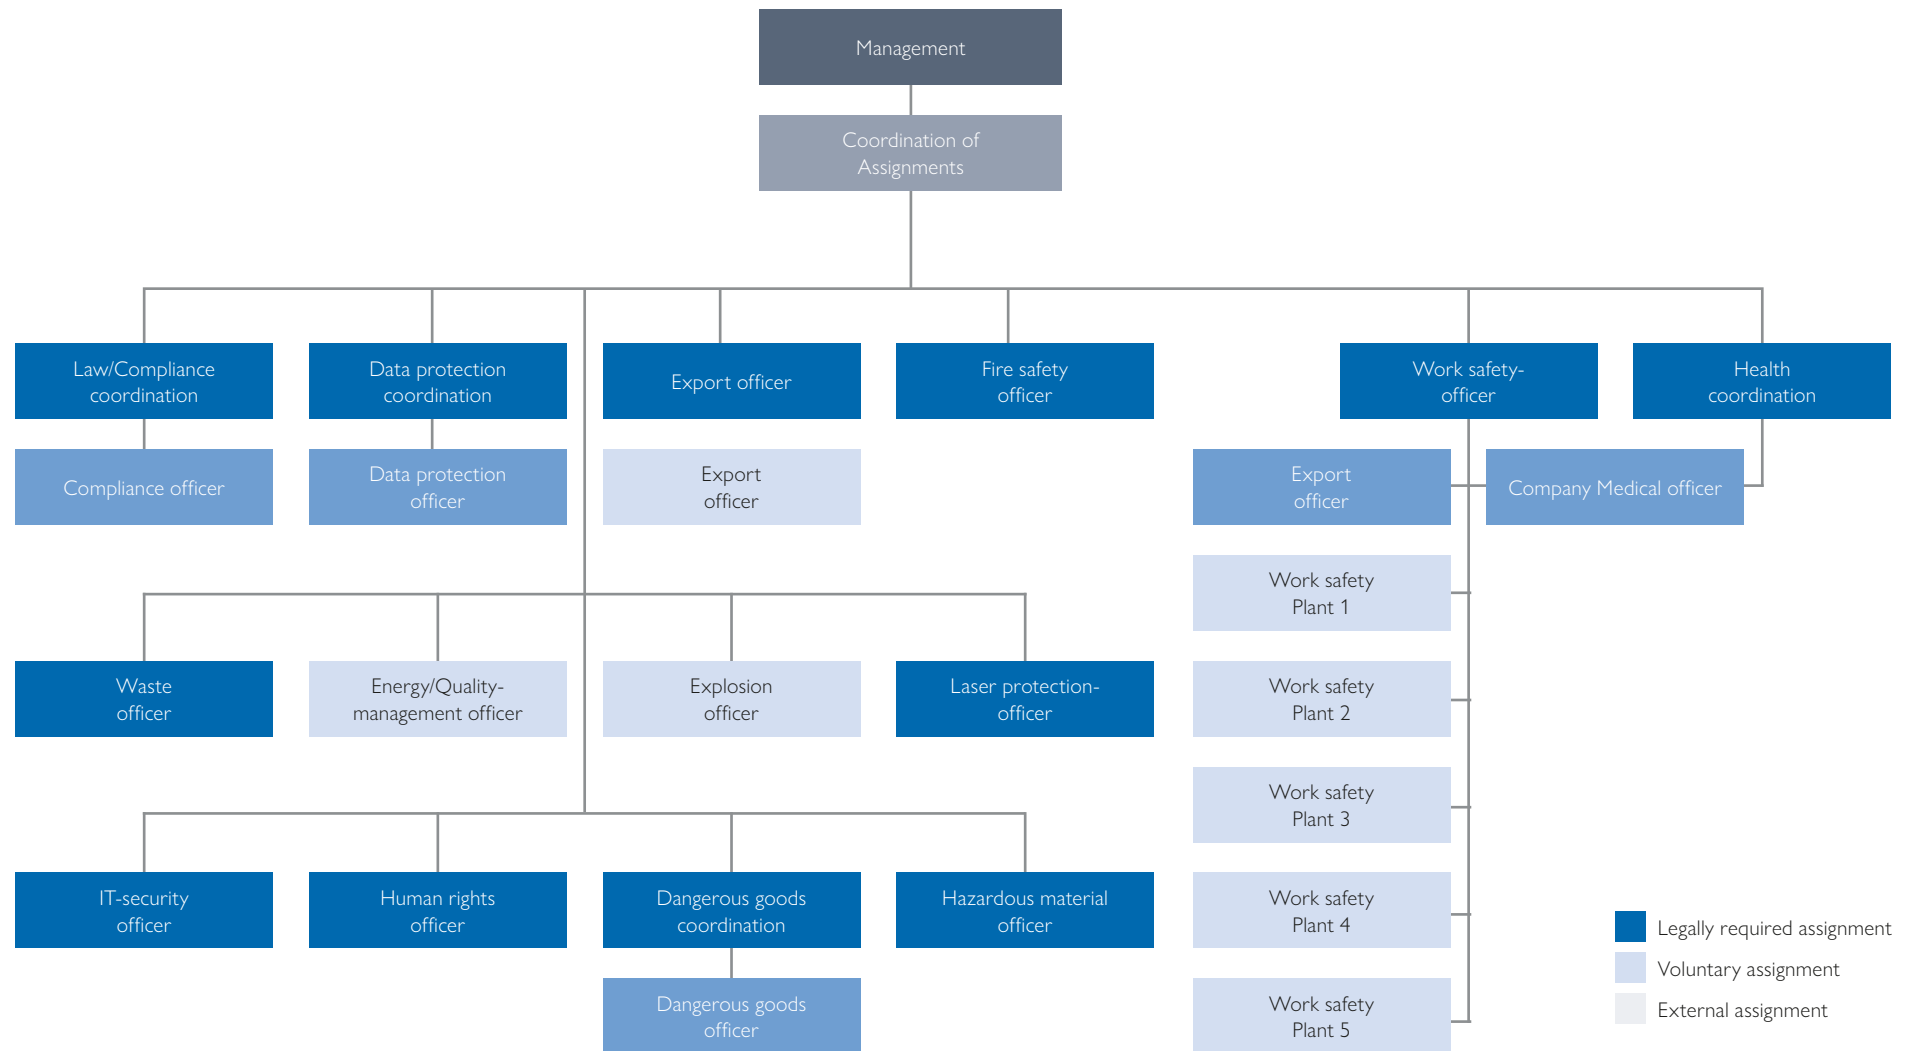 Management
Coordination of
Assignments
Law/Compliance
coordination
Data protection
coordination
Export officer
Fire safety
officer
Work safety-
officer
Health
coordination
Compliance officer
Data protection
officer
Export
officer
Export
officer
Company Medical officer
Work safety
Plant 1
Waste
officer
Energy/Quality-
management officer
Explosion
officer
Laser protection-
officer
Work safety
Plant 2
Work safety
Plant 3
IT-security
officer
Human rights
officer
Dangerous goods
coordination
Hazardous material
officer
Work safety
Plant 4
Dangerous goods
officer
Work safety
Plant 5
Legally required assignment
Voluntary assignment
External assignment